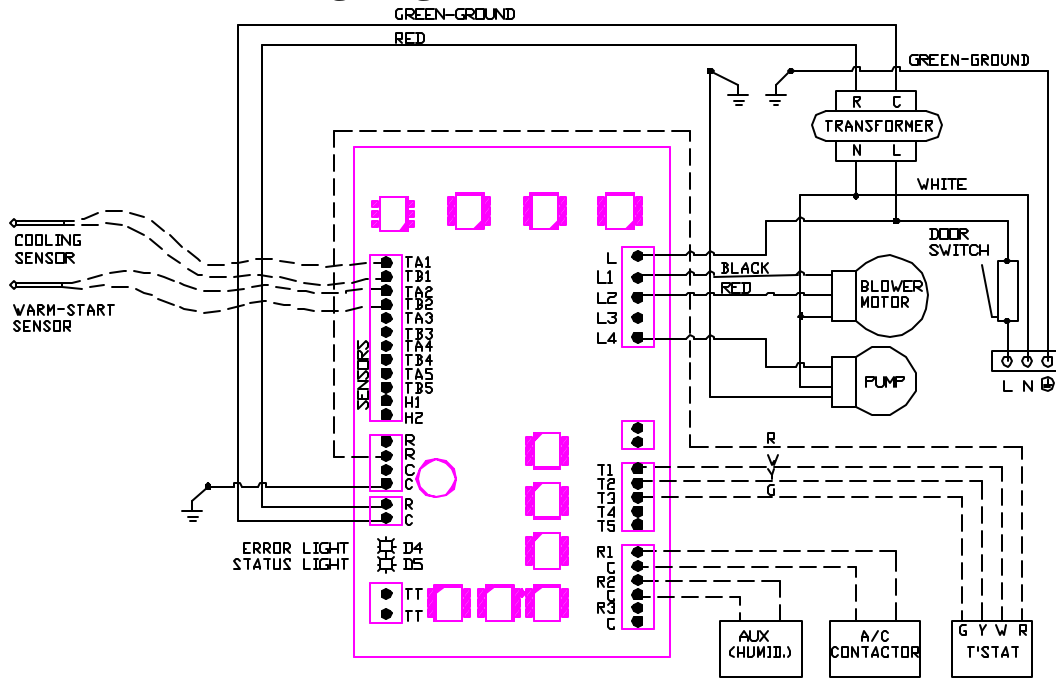 GREEN-GROUND
RED
GREEN-GROUND
R C
TRANSFORMER
N L
WHITE
COOLING
SENSOR
WARM-START
SENSOR
DOOR
SWITCH
BLACK
RED
BLOWER
MOTOR
PUMP
L N
SENSORS
TA1
TB1
TA2
TB2
TA3
TB3
TA4
TB4
TA5
TB5
H1
H2
R
R
C
C
R
C
L
L1
L2
L3
L4
R
W
Y
G
T1
T2
T3
T4
T5
R1
C
R2
C
R3
C
ERROR LIGHT D4
STATUS LIGHT D5
TT
TT
AUX
(HUMID.)
A/C
CONTACTOR
G Y W R
T'STAT